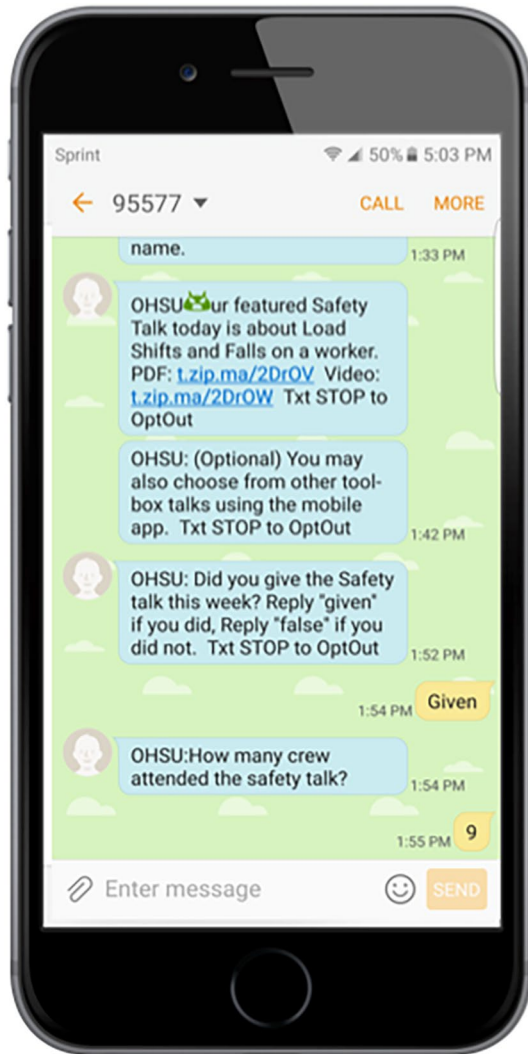 Sprint 50% 5:03 PM
95577 CALL MORE
name.
1:33 PM
OHSU ur featured Safety
Talk today is about Load
Shifts and Falls on a worker.
PDF: t.zip.ma/2DrOV Video:
t.zip.ma/2DrOW Txt STOP to
OptOut
OHSU: (Optional) You may
also choose from other tool-
box talks using the mobile
app. Txt STOP to OptOut
1:42 PM
OHSU: Did you give the Safety
talk this week? Reply "given"
if you did, Reply "false" if you
did not. Txt STOP to OptOut
1:52 PM
Given
1:54 PM
OHSU:How many crew
attended the safety talk?
1:54 PM
9
1:55 PM
Enter message SEND